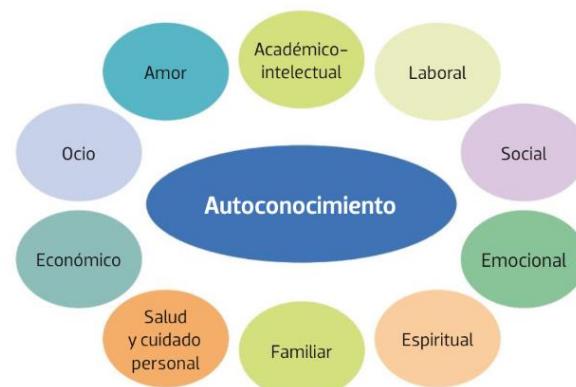 Académico-
intelectual
Amor
Laboral
Ocio
Social
Autoconocimiento
Económico
Emocional
Salud
y cuidado
personal
Familiar
Espiritual